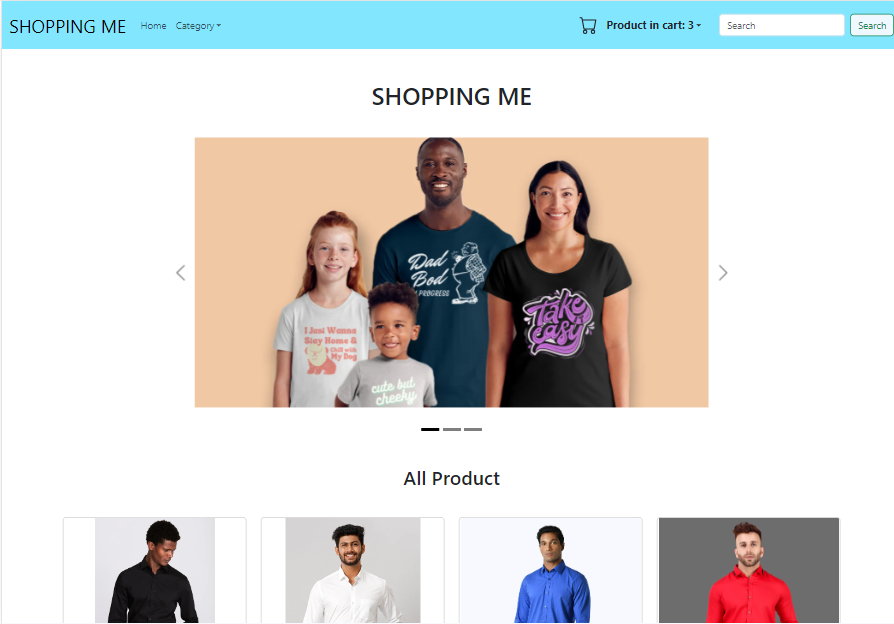 SHOPPING ME
Home
Category
Product in cart: 3
Search
Search
SHOPPING ME
I Just Wanna
Stay Home &
Chill with
My Dog
Dad
Bod
PROGRESS
cute but
cheeky
Take
easy
All Product